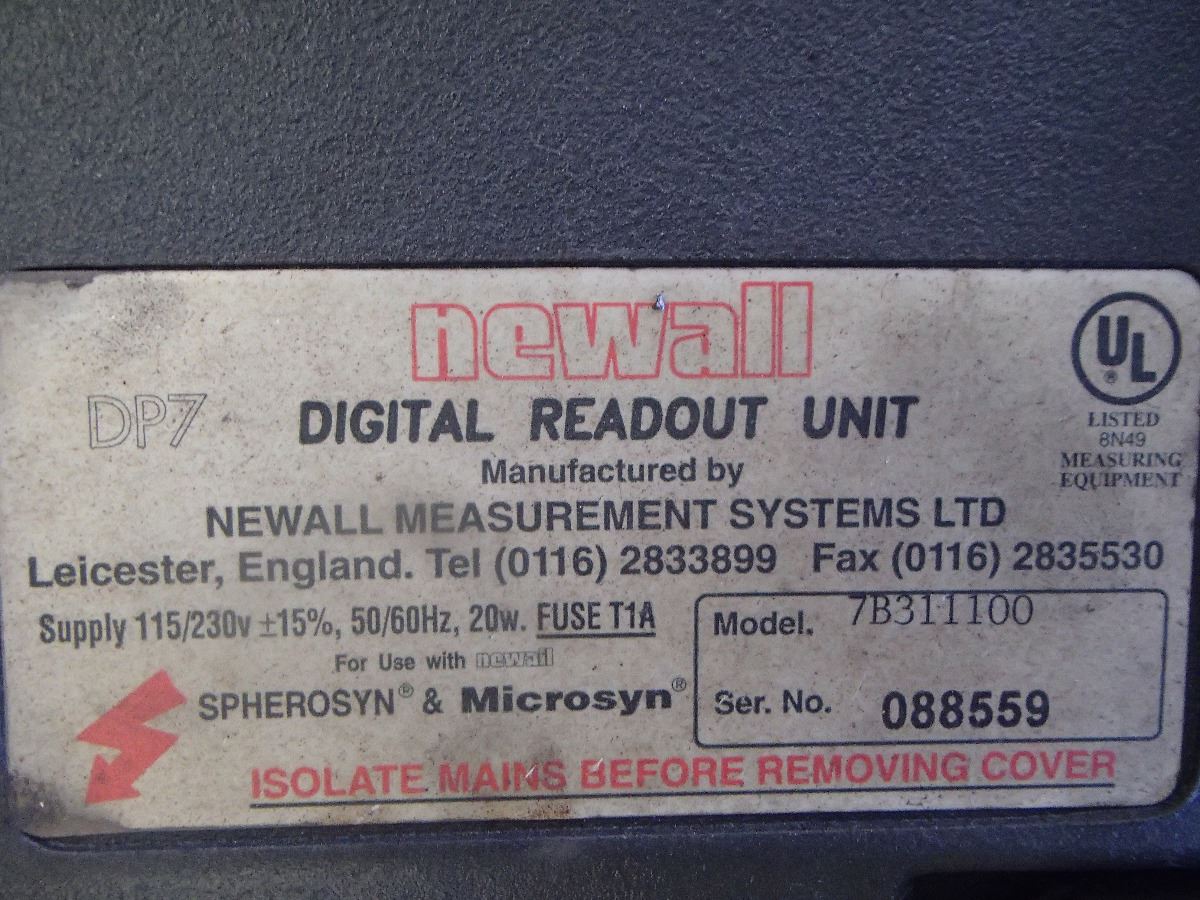 newall
DP7 DIGITAL READOUT UNIT
UL
®
LISTED
8N49
MEASURING
EQUIPMENT
Manufactured by
NEWALL MEASUREMENT SYSTEMS LTD
Leicester, England. Tel (0116) 2833899 Fax (0116) 2835530
Supply 115/230v ±15%, 50/60Hz, 20w. FUSE T1A
For Use with newall
SPHEROSYN® & Microsyn®
Model. 7B311100
Ser. No. 088559
ISOLATE MAINS BEFORE REMOVING COVER